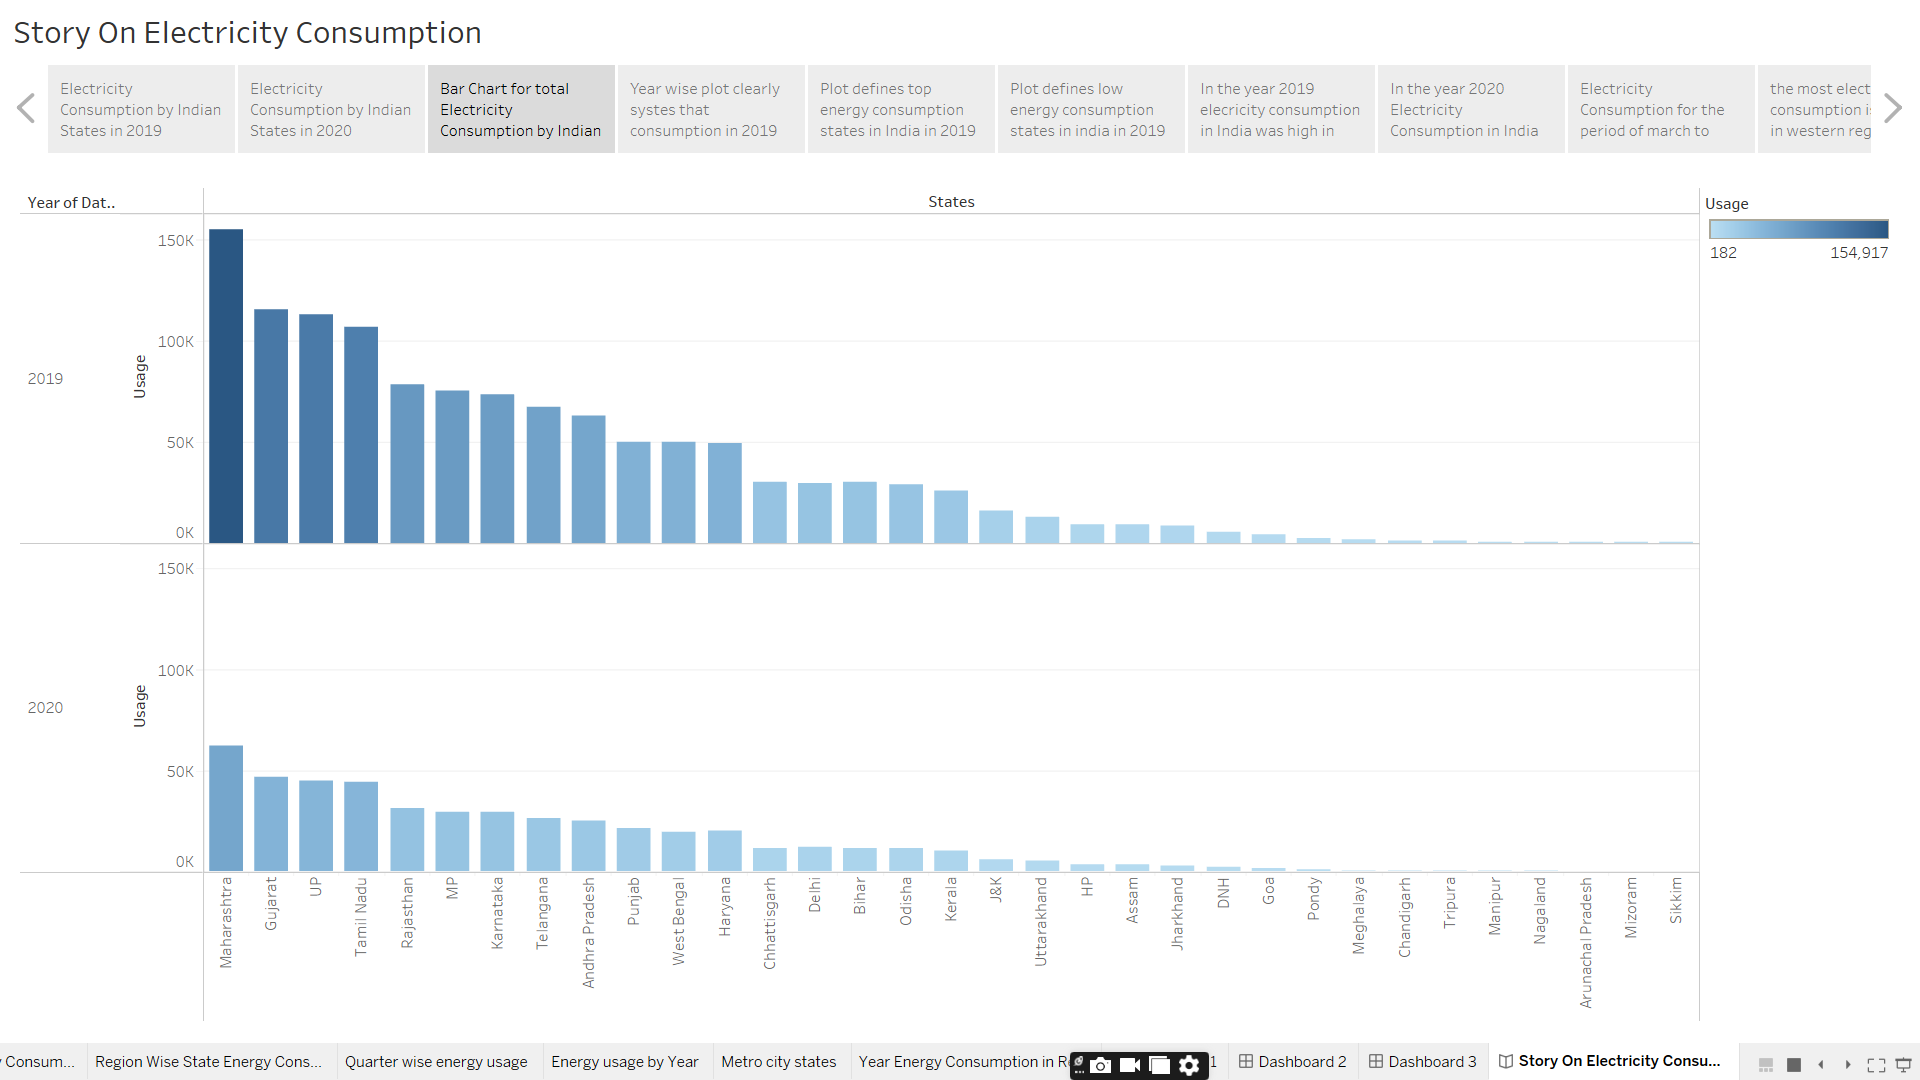 Story On Electricity Consumption
Electricity
Consumption by Indian
States in 2019
Electricity
Consumption by Indian
States in 2020
Bar Chart for total
Electricity
Consumption by Indian
Year wise plot clearly
systes that
consumption in 2019
Plot defines top
energy consumption
states in India in 2019
Plot defines low
energy consumption
states in india in 2019
In the year 2019
elecricity consumption
in India was high in
In the year 2020
Electricity
Consumption in India
Electricity
Consumption for the
period of march to
the most elect
consumption i
in western reg
Year of Dat..
States
Usage
182 154,917
2019
Usage
150K
100K
50K
0K
2020
Usage
150K
100K
50K
0K
Maharashtra
Gujarat
UP
Tamil Nadu
Rajasthan
MP
Karnataka
Telangana
Andhra Pradesh
Punjab
West Bengal
Haryana
Chhattisgarh
Delhi
Bihar
Odisha
Kerala
J&K
Uttarakhand
HP
Assam
Jharkhand
DNH
Goa
Pondy
Meghalaya
Chandigarh
Tripura
Manipur
Nagaland
Arunachal Pradesh
Mizoram
Sikkim
y Consum...
Region Wise State Energy Cons...
Quarter wise energy usage
Energy usage by Year
Metro city states
Year Energy Consumption in Re
1
Dashboard 2
Dashboard 3
Story On Electricity Consu...